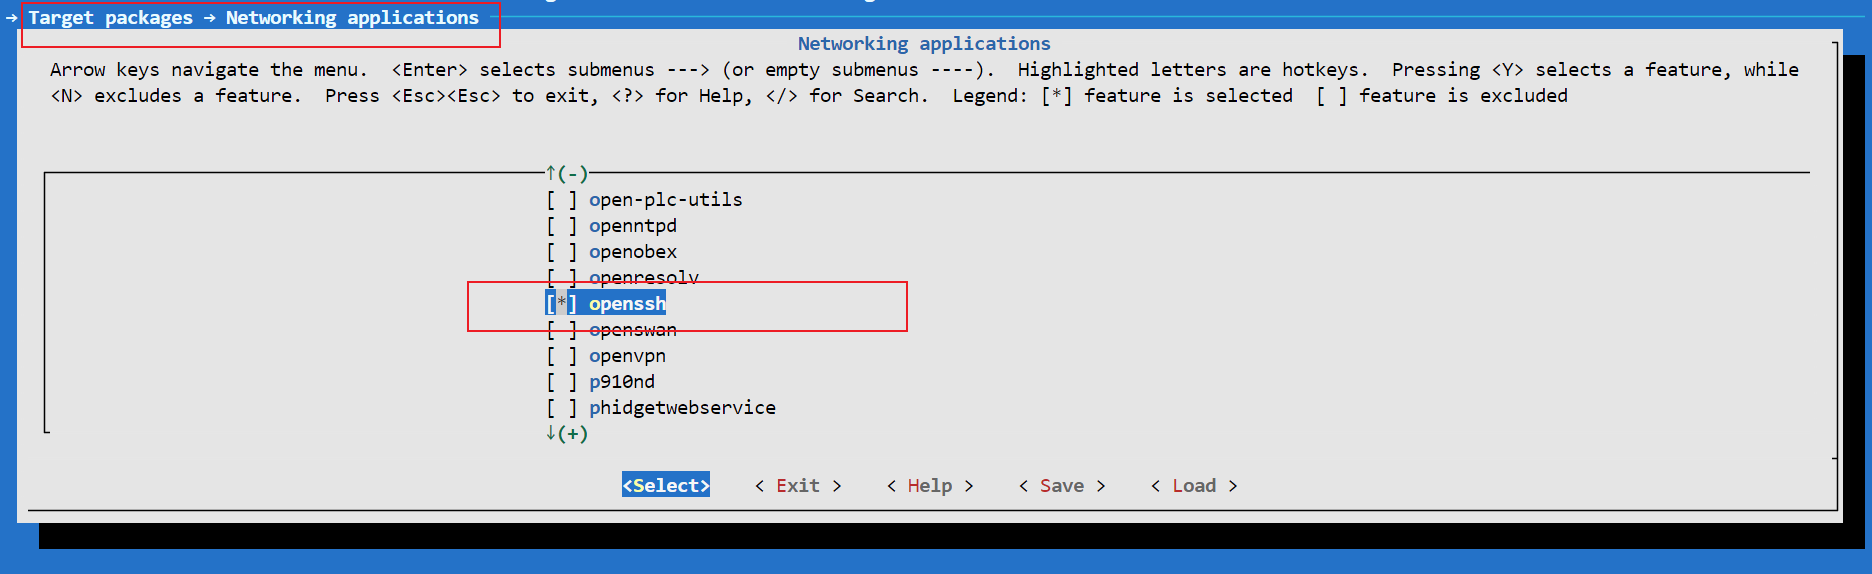 → Target packages → Networking applications
Networking applications
Arrow keys navigate the menu.  <Enter> selects submenus ---> (or empty submenus ----).  Highlighted letters are hotkeys.  Pressing <Y> selects a feature, while
<N> excludes a feature.  Press <Esc><Esc> to exit, <?> for Help, </> for Search.  Legend: [*] feature is selected  [ ] feature is excluded
↑(-)
[ ] open-plc-utils
[ ] openntpd
[ ] openobex
[ ] openresolv
[*] openssh
[ ] openswan
[ ] openvpn
[ ] p910nd
[ ] phidgetwebservice
↓(+)
<Select>    < Exit >    < Help >    < Save >    < Load >